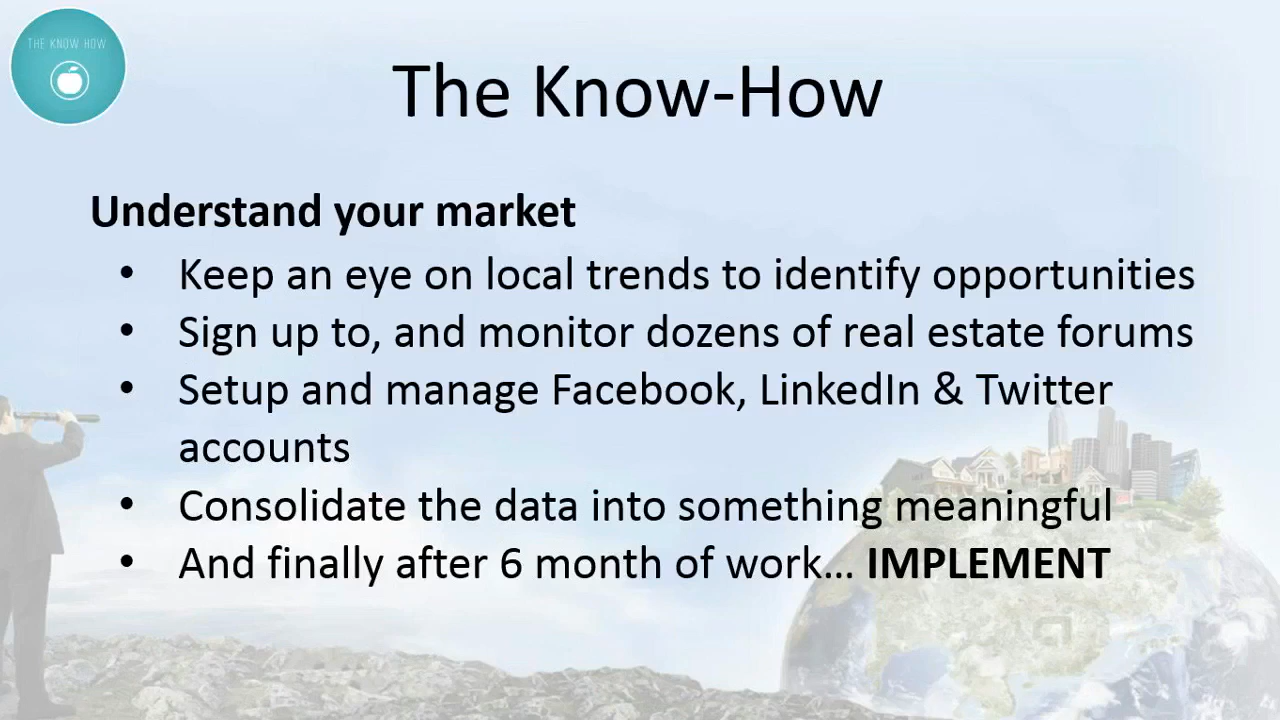 THE KNOW HOW
The Know-How
Understand your market
• Keep an eye on local trends to identify opportunities
• Sign up to, and monitor dozens of real estate forums
• Setup and manage Facebook, LinkedIn & Twitter
accounts
• Consolidate the data into something meaningful
• And finally after 6 month of work... IMPLEMENT